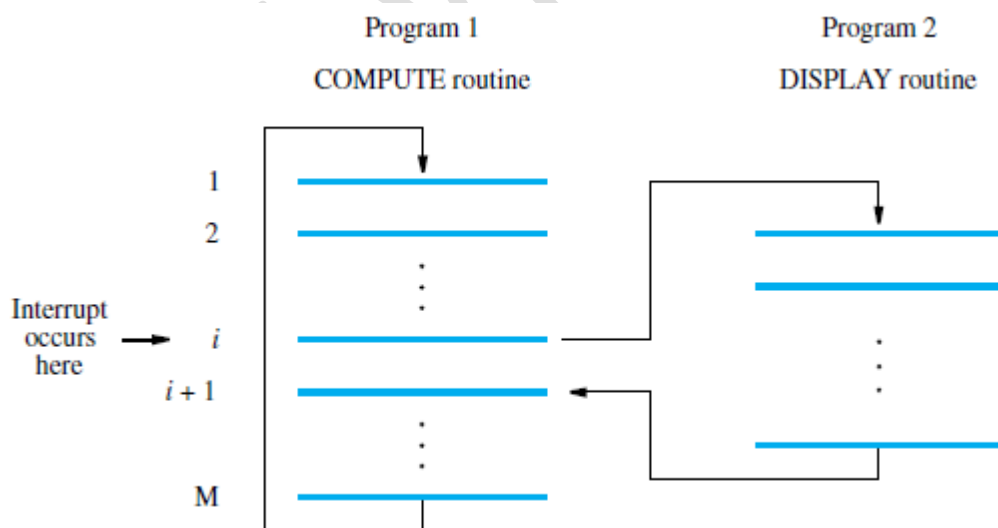 Program 1
Program 2
COMPUTE routine
DISPLAY routine
1
2
Interrupt
occurs
here
i
i + 1
M